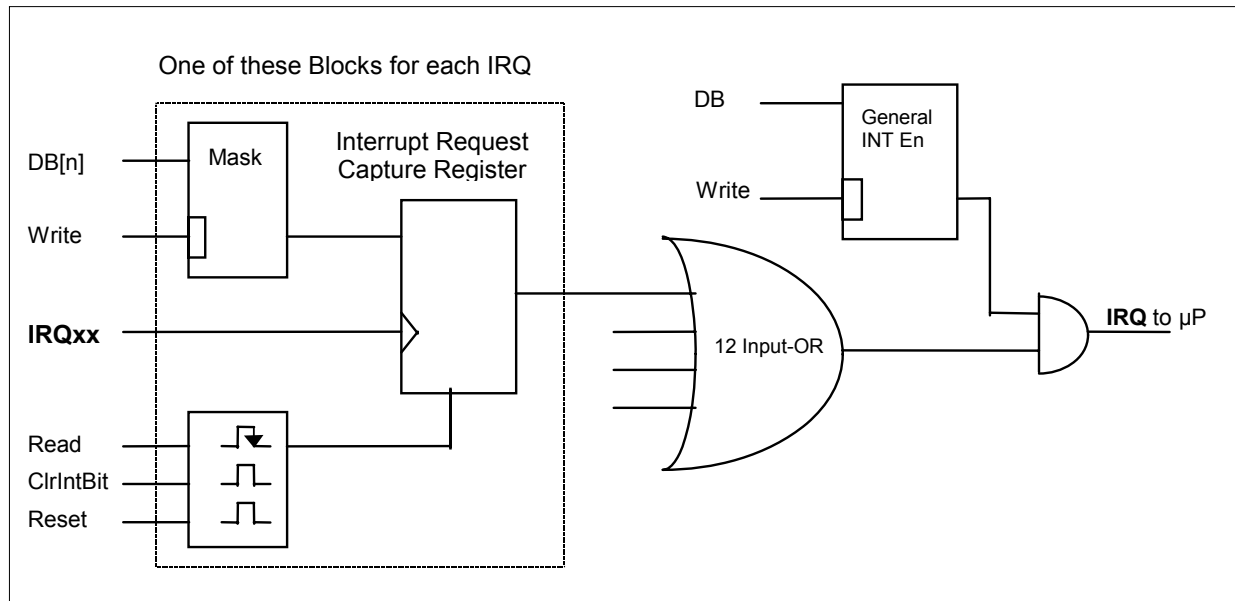 One of these Blocks for each IRQ
DB[n]
Mask
Write
Interrupt Request
Capture Register
IRQxx
Read
ClrIntBit
Reset
12 Input-OR
DB
General
INT En
Write
IRQ to µP